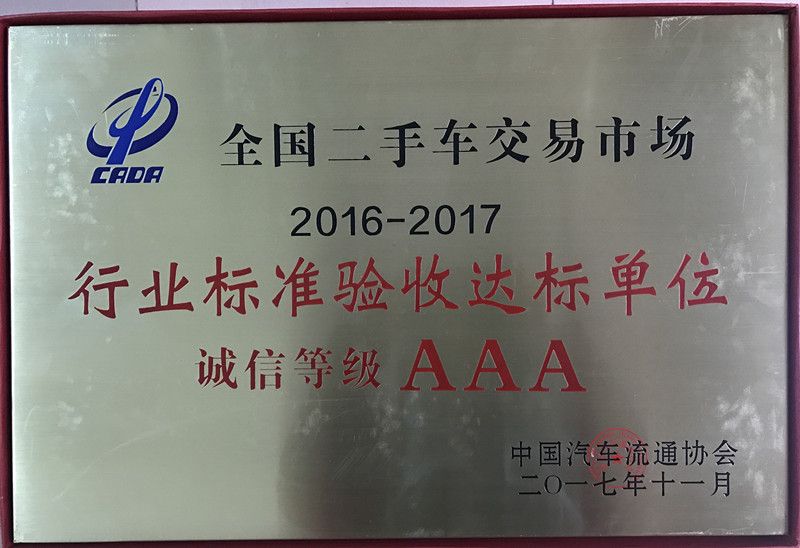 CADA
全国二手车交易市场
2016-2017
行业标准验收达标单位
诚信等级 AAA
中国汽车流通协会
二〇一七年十一月